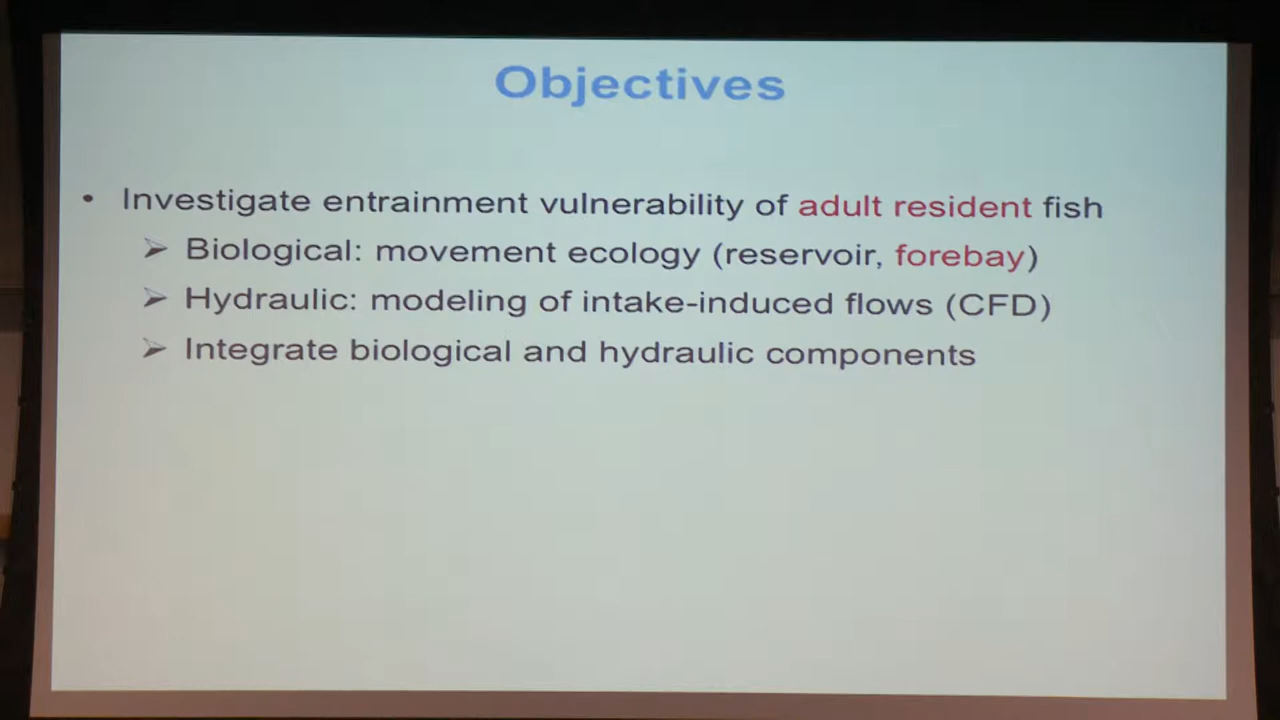 Objectives
• Investigate entrainment vulnerability of adult resident fish
➢ Biological: movement ecology (reservoir, forebay)
➢ Hydraulic: modeling of intake-induced flows (CFD)
➢ Integrate biological and hydraulic components